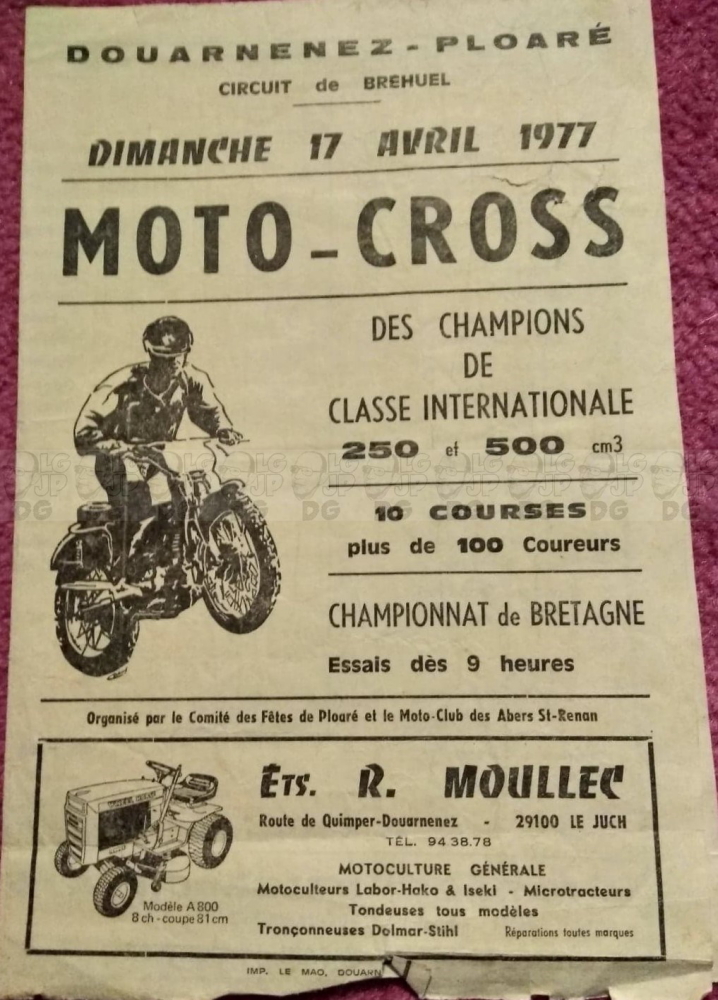 DOUARNENEZ - PLOARÉ
CIRCUIT de BRÉHUEL
DIMANCHE 17 AVRIL 1977
MOTO-CROSS
DES CHAMPIONS
DE
CLASSE INTERNATIONALE
250 et 500 cm3
10 COURSES
plus de 100 Coureurs
CHAMPIONNAT de BRETAGNE
Essais dès 9 heures
Organisé par le Comité des Fêtes de Ploaré et le Moto-Club des Abers St-Renan
ÉTS. R. MOULLEC
Route de Quimper-Douarnenez - 29100 LE JUCH
TÉL. 94.38.78
MOTOCULTURE GÉNÉRALE
Motoculteurs Labor-Hako & Iseki - Microtracteurs
Tondeuses tous modèles
Tronçonneuses Dolmar-Stihl Réparations toutes marques
Modèle A 800
8 ch - coupe 81 cm
IMP. LE MAO, DOUARN